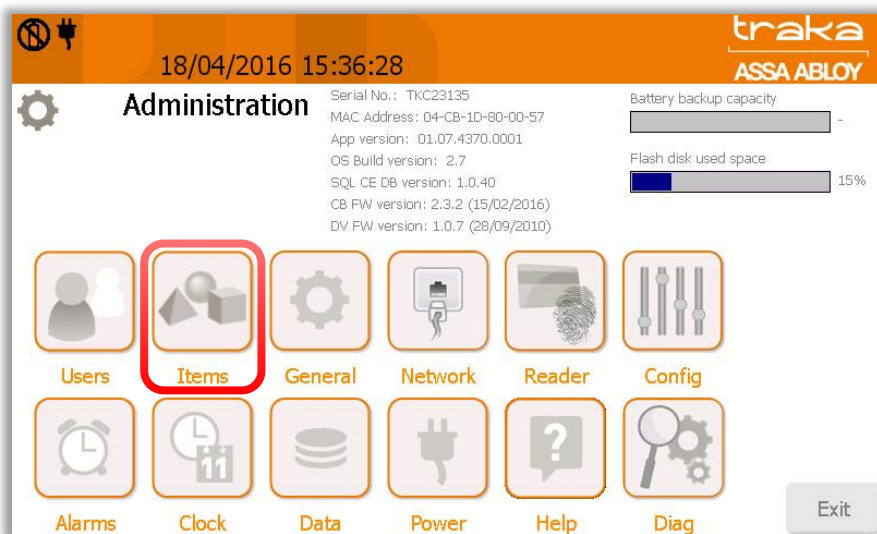 traka
18/04/2016 15:36:28
ASSA ABLOY
Administration
Serial No.: TKC23135
MAC Address: 04-CB-1D-80-00-57
App version: 01.07.4370.0001
OS Build version: 2.7
SQL CE DB version: 1.0.40
CB FW version: 2.3.2 (15/02/2016)
DV FW version: 1.0.7 (28/09/2010)
Battery backup capacity
-
Flash disk used space
15%
Users Items General Network Reader Config
11
?
Alarms Clock Data Power Help Diag
Exit